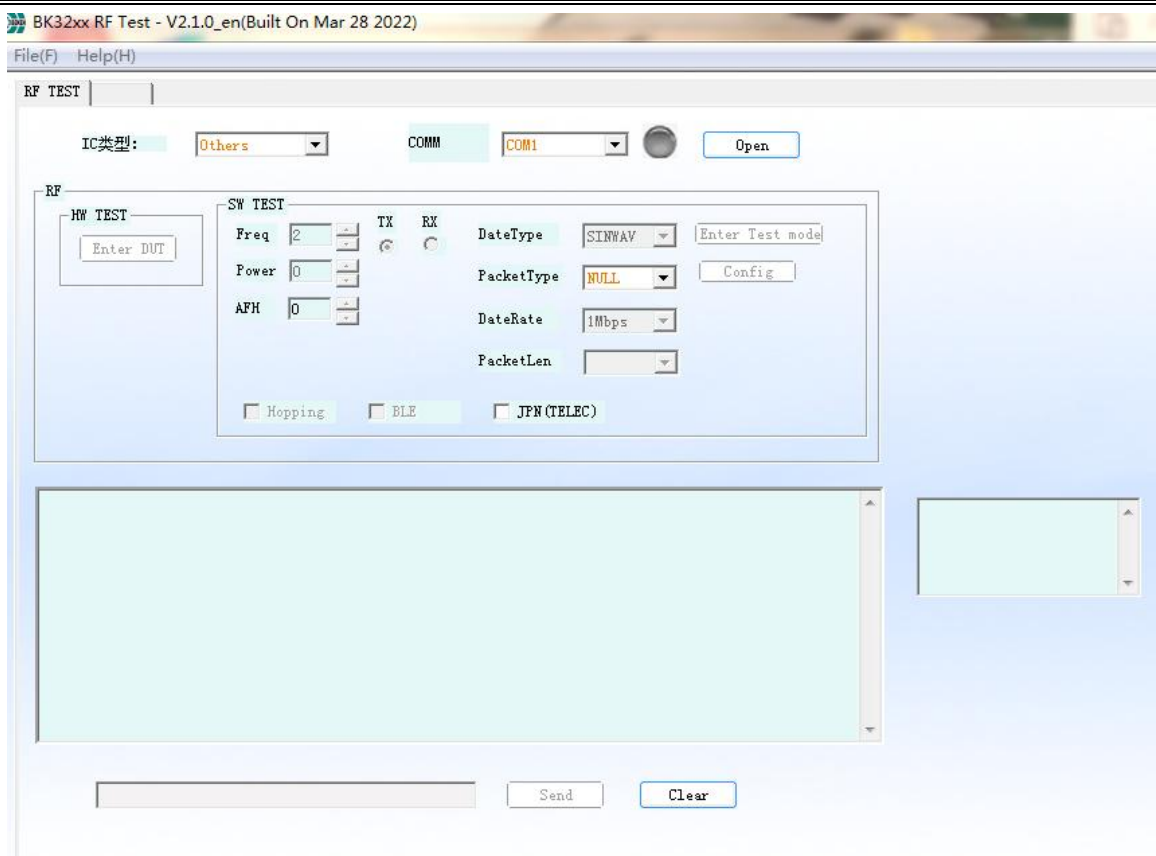 BK32xx RF Test - V2.1.0_en(Built On Mar 28 2022)
File(F) Help(H)
RF TEST
IC类型: Others COMM COM1 Open
RF
HW TEST SW TEST
Enter DUT Freq 2 TX RX DateType SINWAV Enter Test mode
Power 0 PacketType NULL Config
AFH 0 DateRate 1Mbps
PacketLen
Hopping BLE JPN(TELEC)
Send Clear